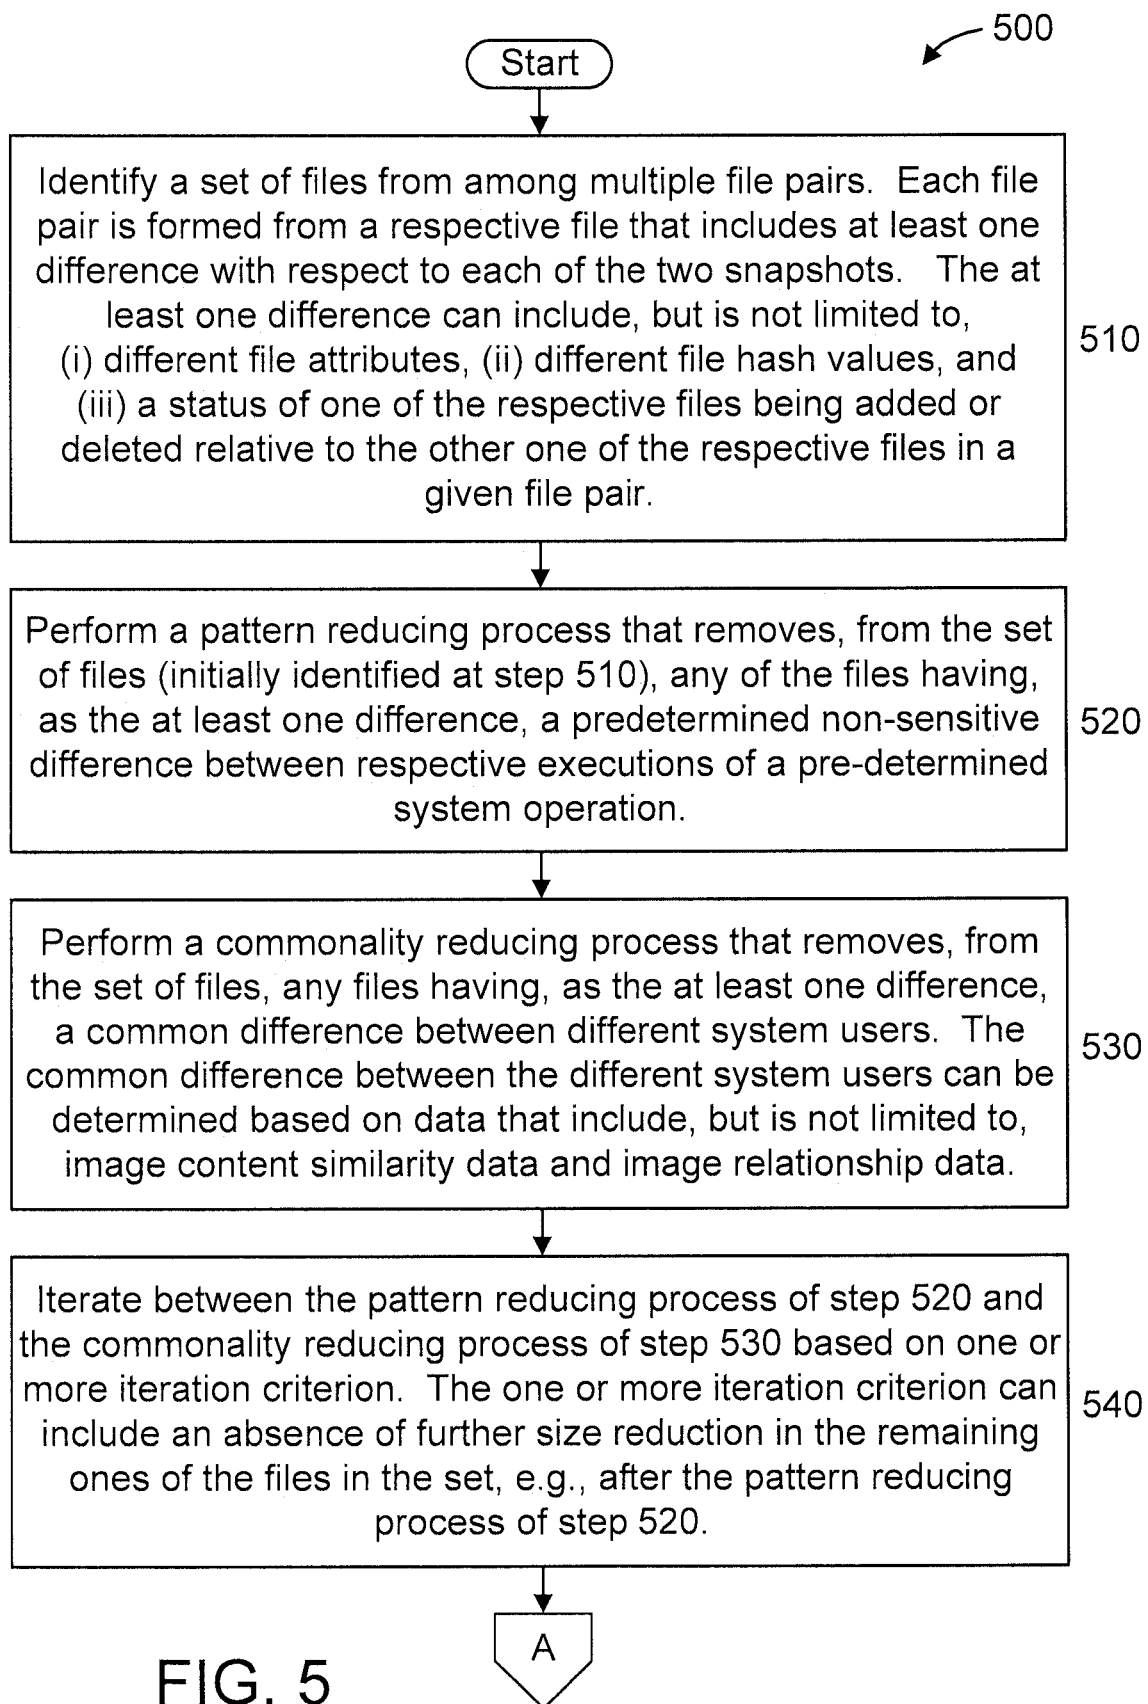 500
Start
Identify a set of files from among multiple file pairs. Each file
pair is formed from a respective file that includes at least one
difference with respect to each of the two snapshots. The at
least one difference can include, but is not limited to,
(i) different file attributes, (ii) different file hash values, and
(iii) a status of one of the respective files being added or
deleted relative to the other one of the respective files in a
given file pair.
510
Perform a pattern reducing process that removes, from the set
of files (initially identified at step 510), any of the files having,
as the at least one difference, a predetermined non-sensitive
difference between respective executions of a pre-determined
system operation.
520
Perform a commonality reducing process that removes, from
the set of files, any files having, as the at least one difference,
a common difference between different system users. The
common difference between the different system users can be
determined based on data that include, but is not limited to,
image content similarity data and image relationship data.
530
Iterate between the pattern reducing process of step 520 and
the commonality reducing process of step 530 based on one or
more iteration criterion. The one or more iteration criterion can
include an absence of further size reduction in the remaining
ones of the files in the set, e.g., after the pattern reducing
process of step 520.
540
A
FIG. 5